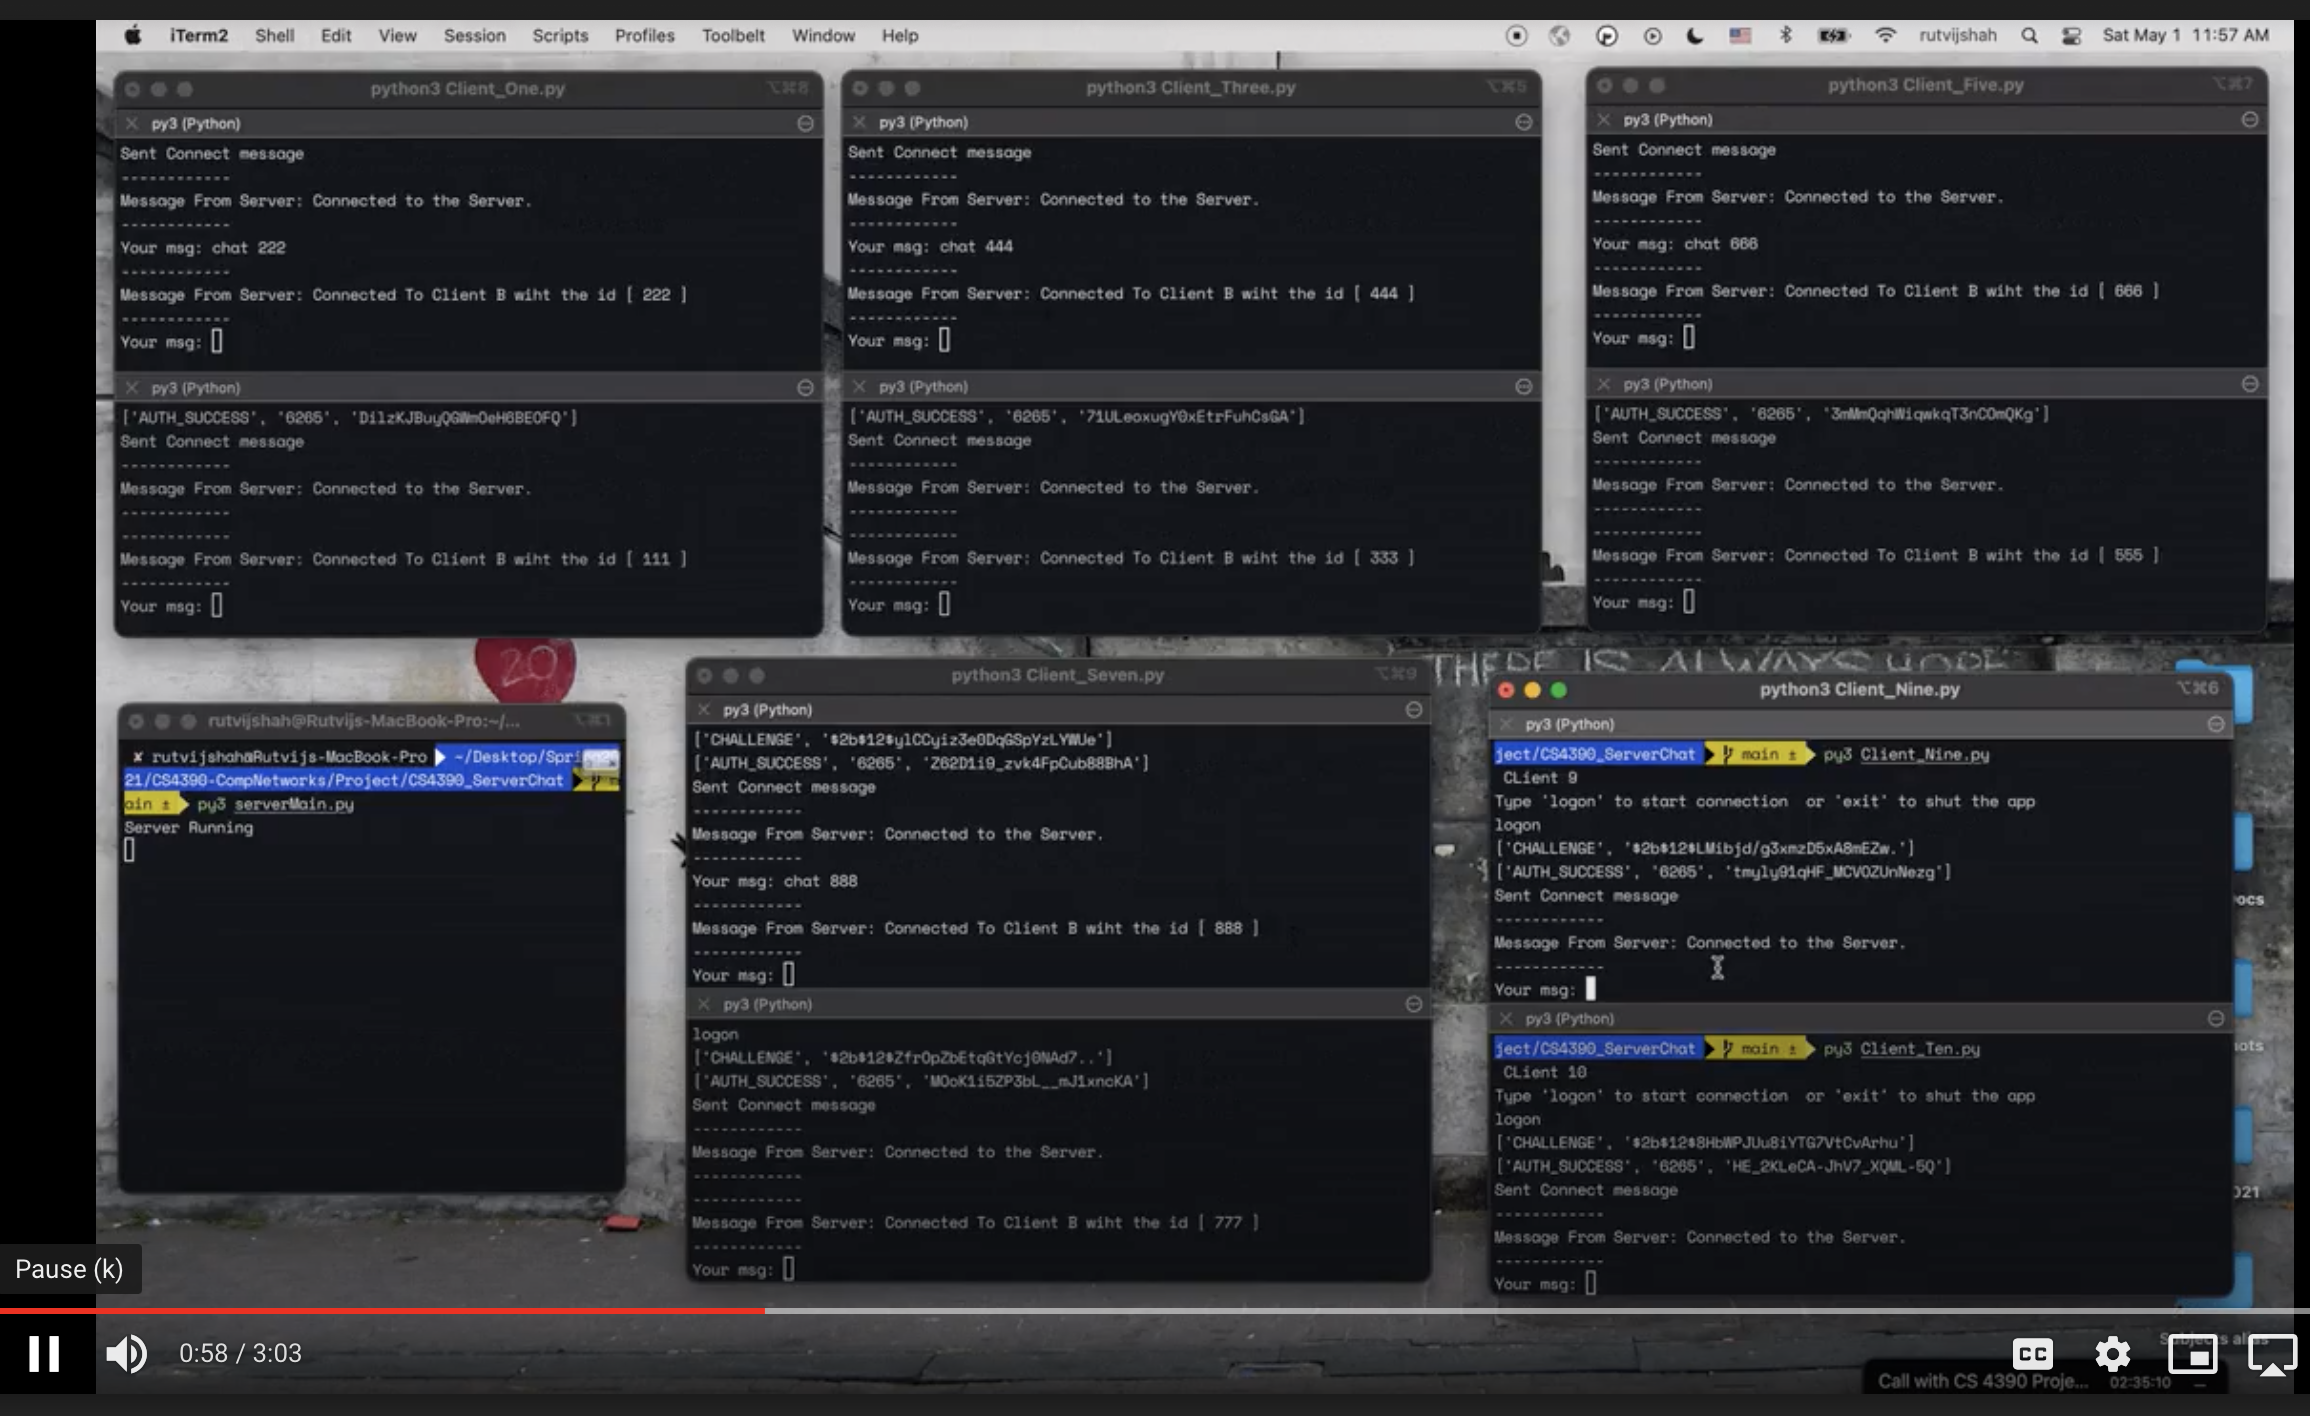 iTerm2 Shell Edit View Session Scripts Profiles Toolbelt Window Help rutvijshah Sat May 1 11:57 AM
python3 Client_One.py ⌥⌘8
py3 (Python)
Sent Connect message
------------
Message From Server: Connected to the Server.
------------
Your msg: chat 222
------------
Message From Server: Connected To Client B wiht the id [ 222 ]
------------
Your msg:
py3 (Python)
['AUTH_SUCCESS', '6265', 'DilzKJBuyQGWmOeH6BEOFQ']
Sent Connect message
------------
Message From Server: Connected to the Server.
------------
------------
Message From Server: Connected To Client B wiht the id [ 111 ]
------------
Your msg:
python3 Client_Three.py ⌥⌘5
py3 (Python)
Sent Connect message
------------
Message From Server: Connected to the Server.
------------
Your msg: chat 444
------------
Message From Server: Connected To Client B wiht the id [ 444 ]
------------
Your msg:
py3 (Python)
['AUTH_SUCCESS', '6265', '71ULeoxugY0xEtrFuhCsGA']
Sent Connect message
------------
Message From Server: Connected to the Server.
------------
------------
Message From Server: Connected To Client B wiht the id [ 333 ]
------------
Your msg:
python3 Client_Five.py ⌥⌘7
py3 (Python)
Sent Connect message
------------
Message From Server: Connected to the Server.
------------
Your msg: chat 666
------------
Message From Server: Connected To Client B wiht the id [ 666 ]
------------
Your msg:
py3 (Python)
['AUTH_SUCCESS', '6265', '3mMmQqhWiqwkqT3nCOmQKg']
Sent Connect message
------------
Message From Server: Connected to the Server.
------------
------------
Message From Server: Connected To Client B wiht the id [ 555 ]
------------
Your msg:
20
THERE IS ALWAYS HOPE
rutvijshah@Rutvijs-MacBook-Pro:~/... ⌥⌘1
✘ rutvijshah@Rutvijs-MacBook-Pro ~/Desktop/Spring20
21/CS4390-CompNetworks/Project/CS4390_ServerChat m
ain ± py3 serverMain.py
Server Running
python3 Client_Seven.py ⌥⌘9
py3 (Python)
['CHALLENGE', '$2b$12$ylCCyiz3e0DqGSpYzLYWUe']
['AUTH_SUCCESS', '6265', 'Z62D1i9_zvk4FpCub88BhA']
Sent Connect message
------------
Message From Server: Connected to the Server.
------------
Your msg: chat 888
------------
Message From Server: Connected To Client B wiht the id [ 888 ]
------------
Your msg:
py3 (Python)
logon
['CHALLENGE', '$2b$12$ZfrOpZbEtqGtYcj0NAd7..']
['AUTH_SUCCESS', '6265', 'MOoK1i5ZP3bL__mJ1xncKA']
Sent Connect message
------------
Message From Server: Connected to the Server.
------------
------------
Message From Server: Connected To Client B wiht the id [ 777 ]
------------
Your msg:
python3 Client_Nine.py ⌥⌘6
py3 (Python)
ject/CS4390_ServerChat main ± py3 Client_Nine.py
CLient 9
Type 'logon' to start connection or 'exit' to shut the app
logon
['CHALLENGE', '$2b$12$LMibjd/g3xmzD5xA8mEZw.']
['AUTH_SUCCESS', '6265', 'tmyly91qHF_MCVOZUnNezg']
Sent Connect message
------------
Message From Server: Connected to the Server.
------------
Your msg:
py3 (Python)
ject/CS4390_ServerChat main ± py3 Client_Ten.py
CLient 10
Type 'logon' to start connection or 'exit' to shut the app
logon
['CHALLENGE', '$2b$12$8HbWPJUu8iYTG7VtCvArhu']
['AUTH_SUCCESS', '6265', 'HE_2KLeCA-JhV7_XQML-5Q']
Sent Connect message
------------
Message From Server: Connected to the Server.
------------
Your msg:
ocs
ots
021
Pause (k)
0:58 / 3:03
CC
Call with CS 4390 Proje... 02:35:10